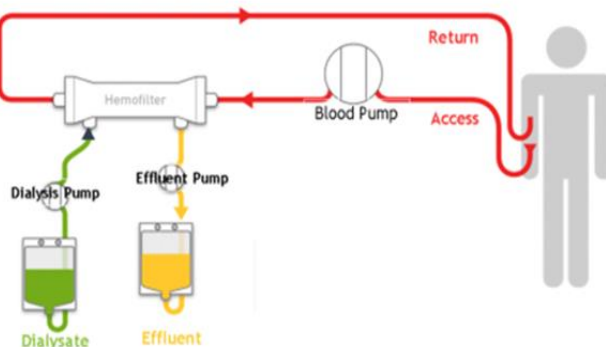 Return
Hemofilter
Blood Pump
Access
Effluent Pump
Dialysis Pump
Dialysate
Effluent